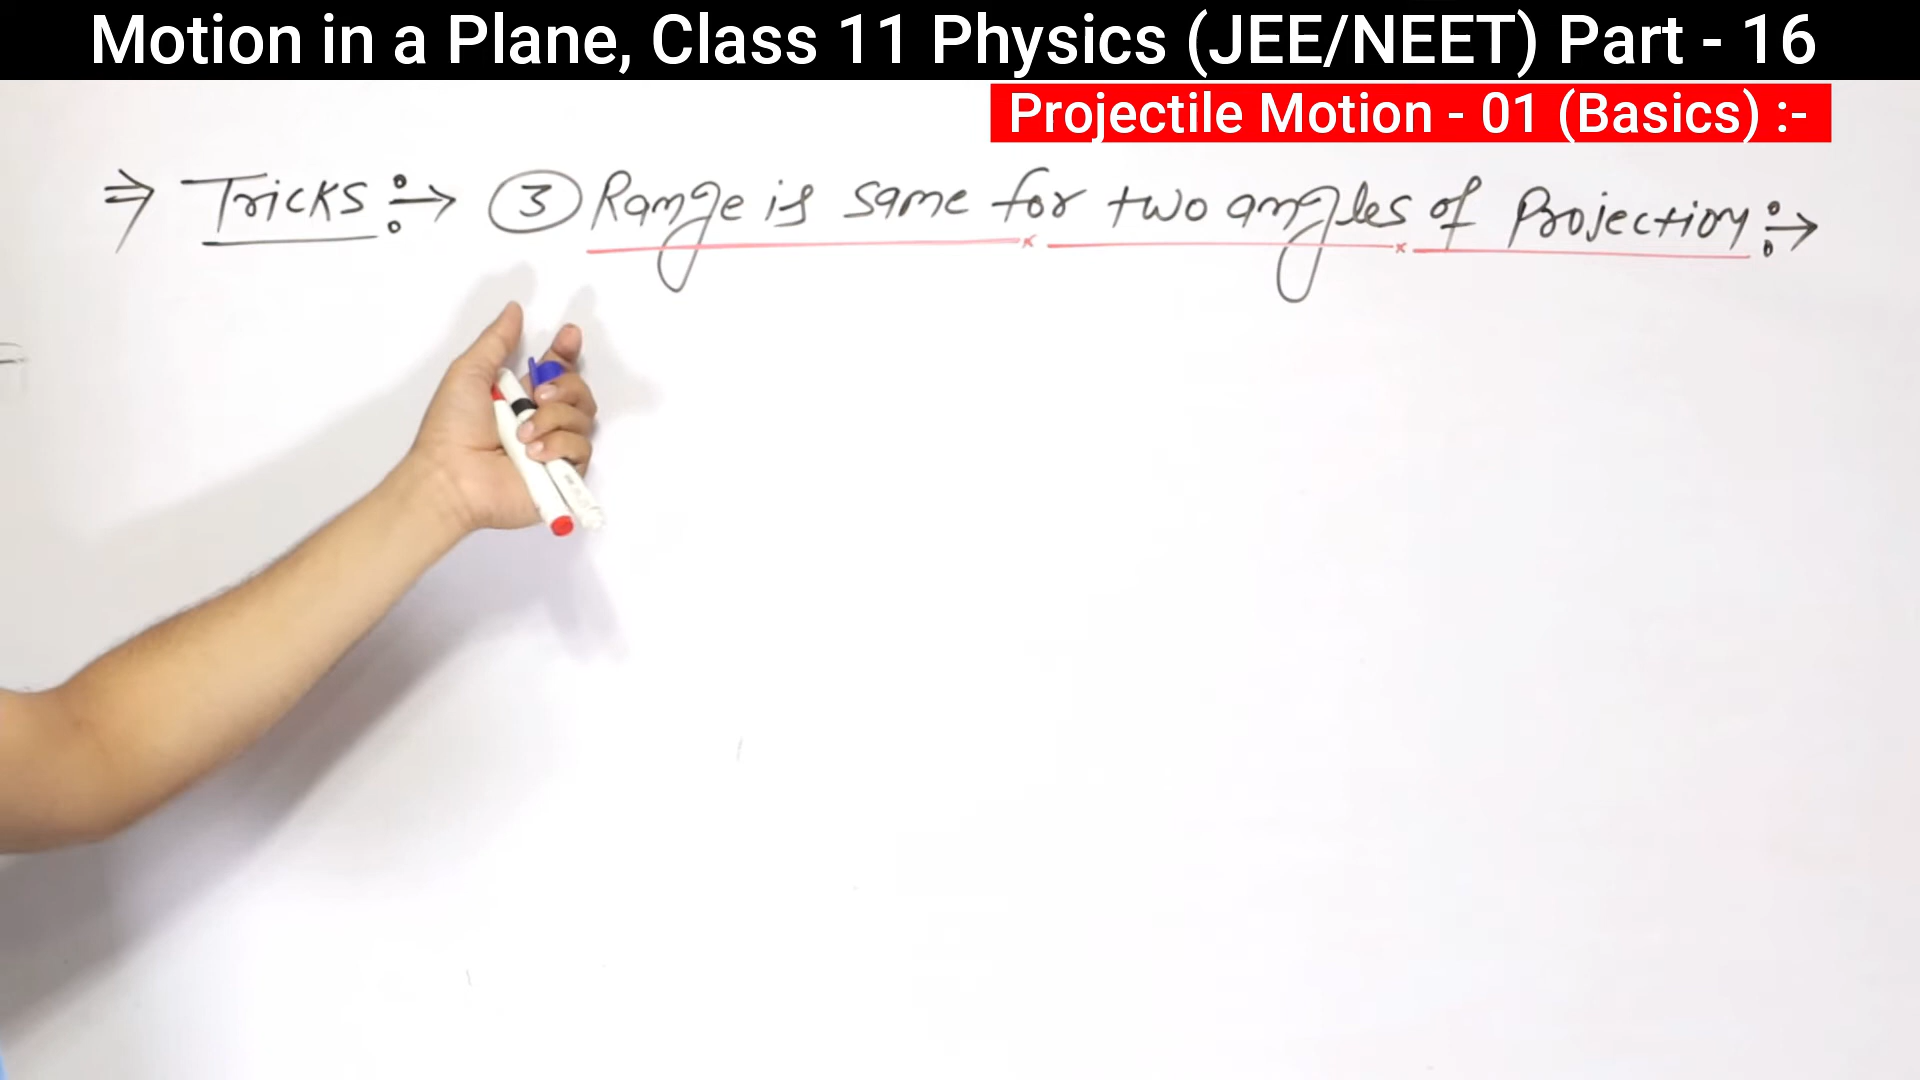 Motion in a Plane, Class 11 Physics (JEE/NEET) Part - 16
Projectile Motion - 01 (Basics) :-
⇒ Tricks :→ ③ Range is same for two angles of Projection :→